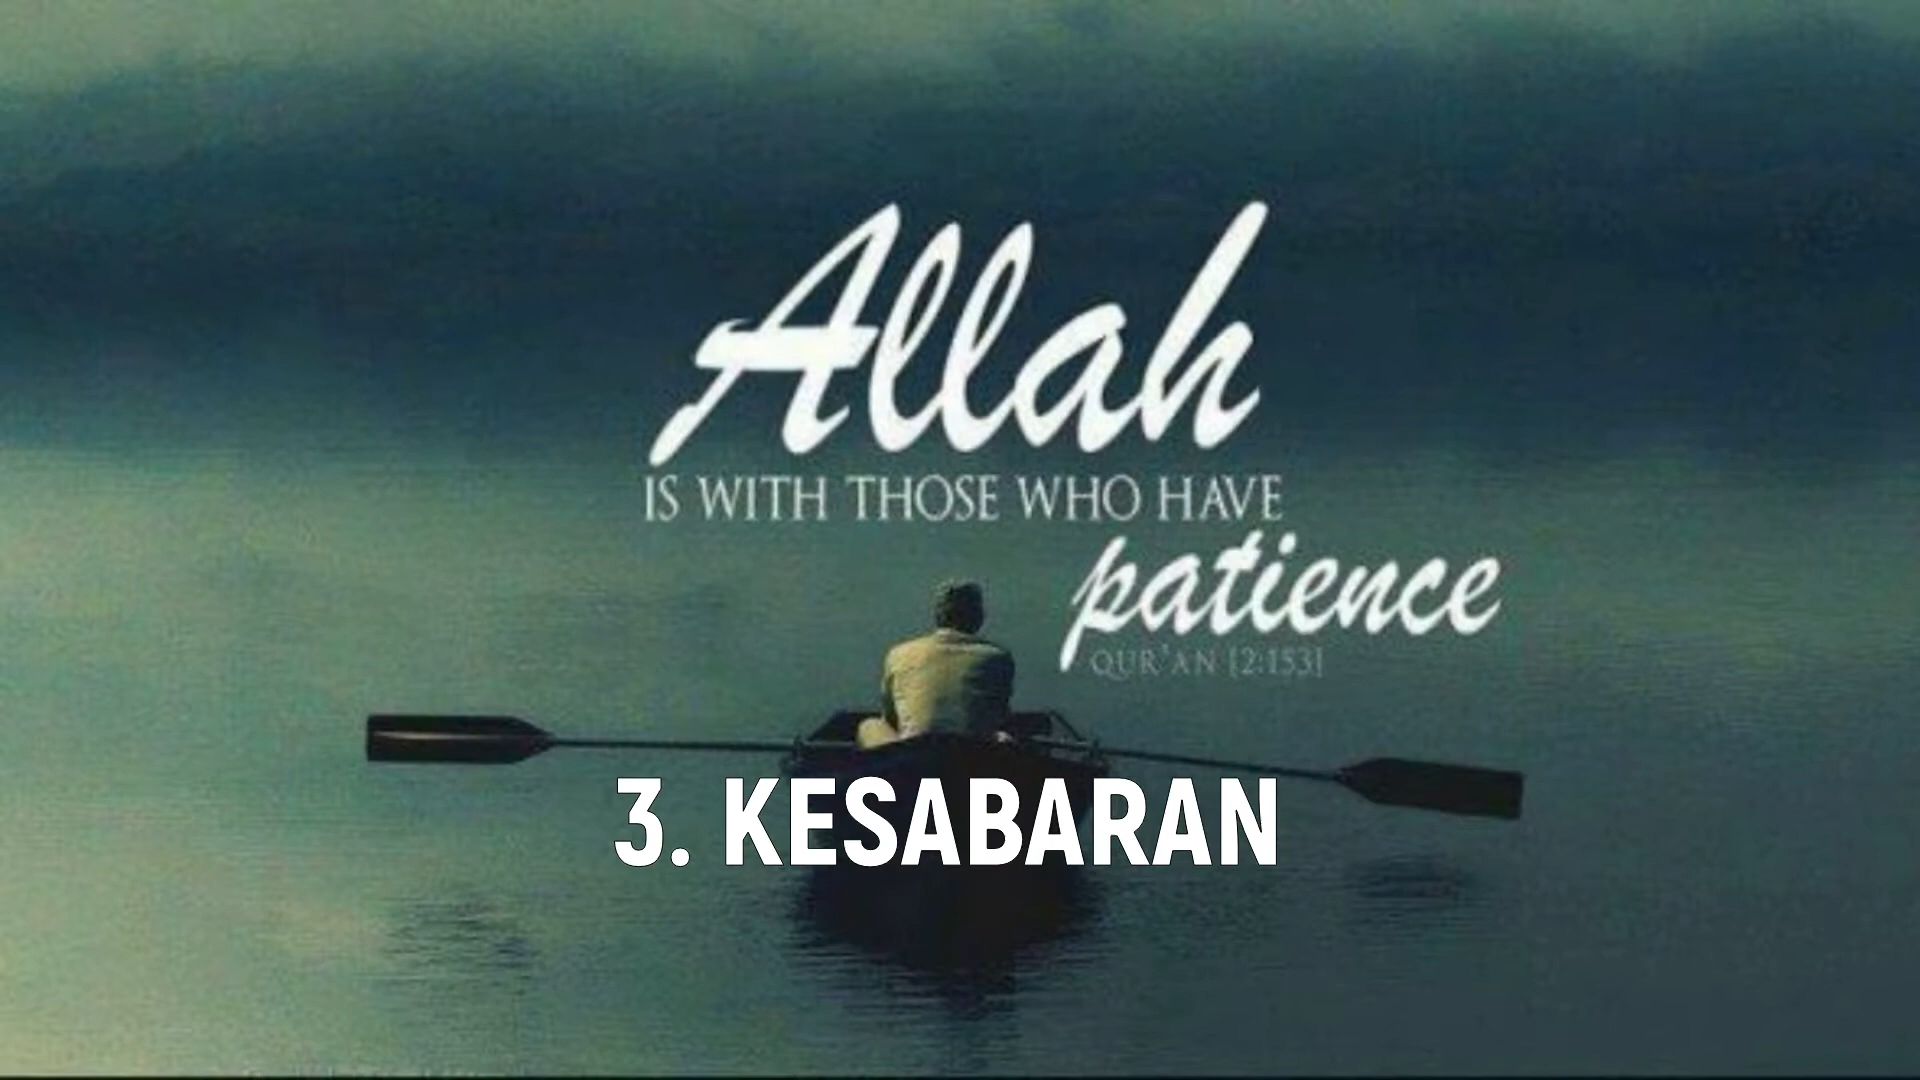 Allah
IS WITH THOSE WHO HAVE
patience
QUR'AN [2:153]
3. KESABARAN